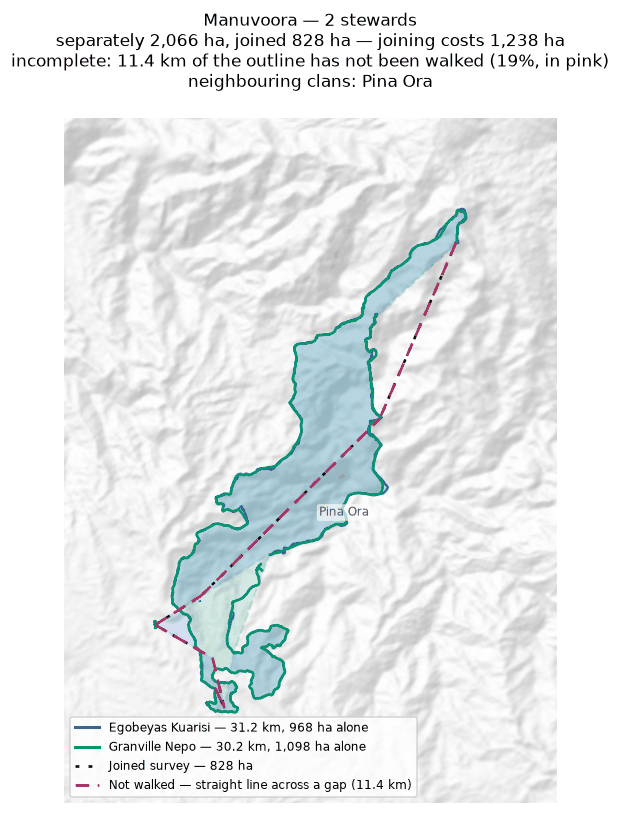 Manuvoora — 2 stewards
separately 2,066 ha, joined 828 ha — joining costs 1,238 ha
incomplete: 11.4 km of the outline has not been walked (19%, in pink)
neighbouring clans: Pina Ora
Pina Ora
Egobeyas Kuarisi — 31.2 km, 968 ha alone
Granville Nepo — 30.2 km, 1,098 ha alone
Joined survey — 828 ha
Not walked — straight line across a gap (11.4 km)